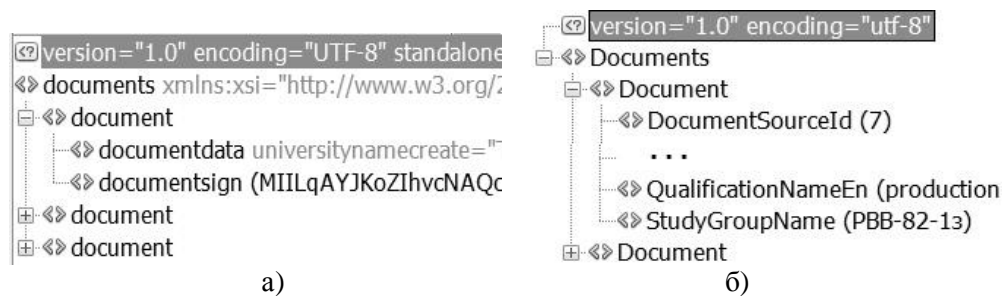 version="1.0" encoding="UTF-8" standalone
documents xmlns:xsi="http://www.w3.org/2
document
documentdata universitynamecreate="
documentsign (MIILqAYJKoZIhvcNAQc
document
document
а)
version="1.0" encoding="utf-8"
Documents
Document
DocumentSourceId (7)
...
QualificationNameEn (production
StudyGroupName (PBB-82-1з)
Document
б)